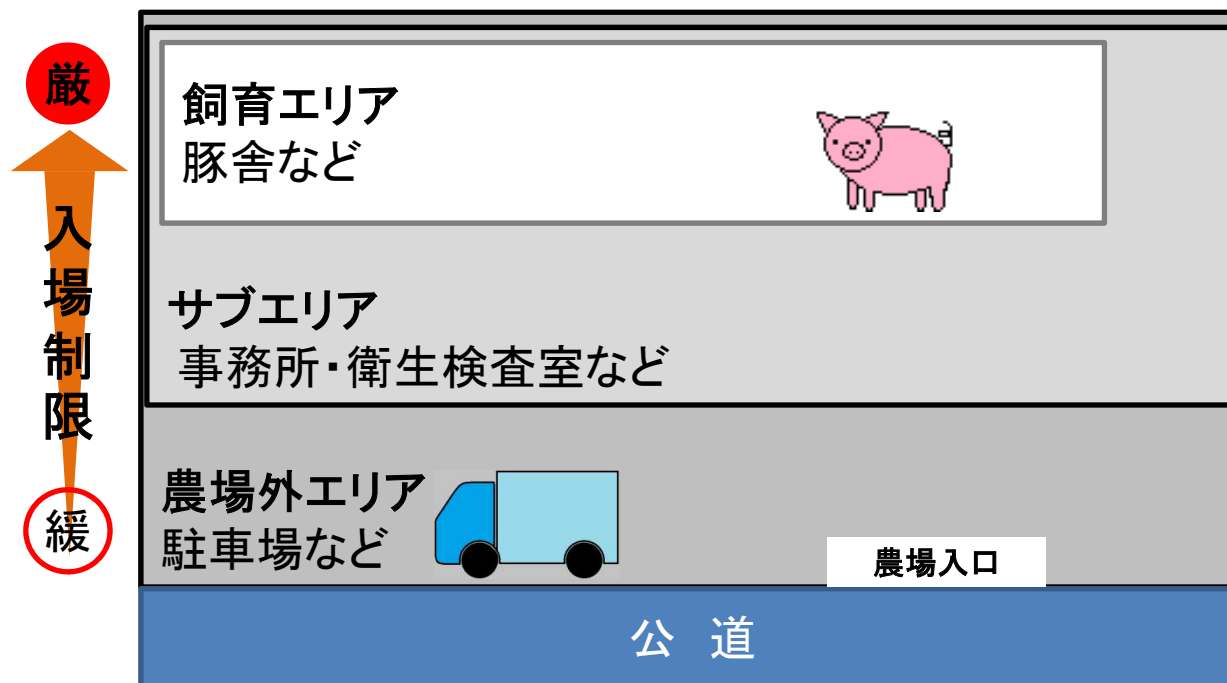 厳
入場制限
緩
飼育エリア
豚舎など
サブエリア
事務所・衛生検査室など
農場外エリア
駐車場など
農場入口
公 道